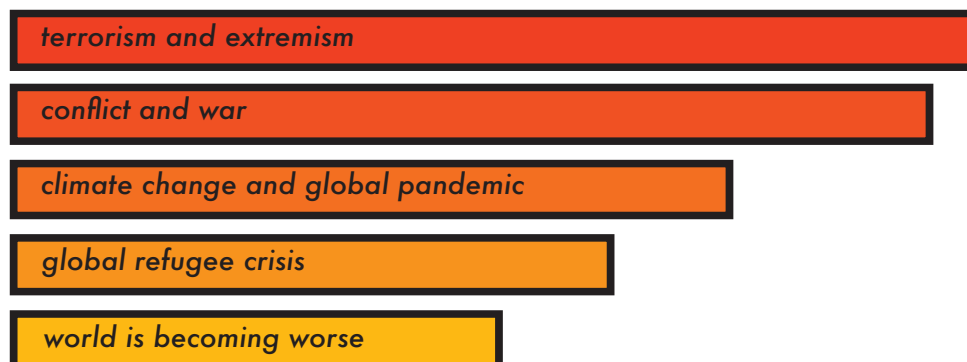 terrorism and extremism
conflict and war
climate change and global pandemic
global refugee crisis
world is becoming worse